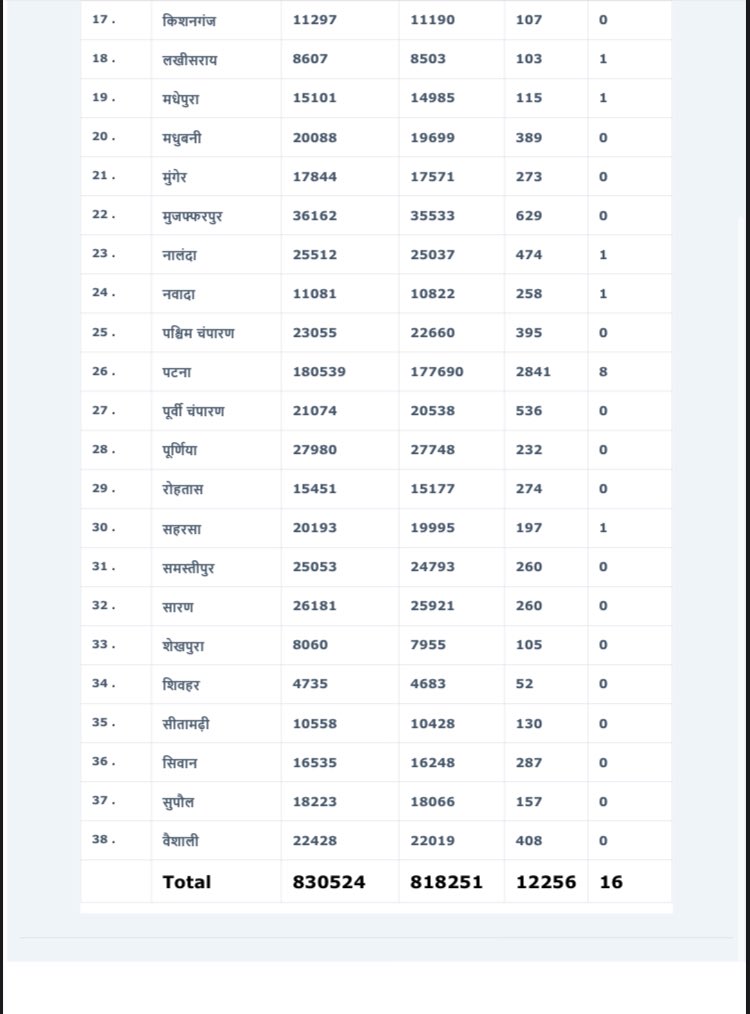 17. किशनगंज 11297 11190 107 0
18. लखीसराय 8607 8503 103 1
19. मधेपुरा 15101 14985 115 1
20. मधुबनी 20088 19699 389 0
21. मुंगेर 17844 17571 273 0
22. मुजफ्फरपुर 36162 35533 629 0
23. नालंदा 25512 25037 474 1
24. नवादा 11081 10822 258 1
25. पश्चिम चंपारण 23055 22660 395 0
26. पटना 180539 177690 2841 8
27. पूर्वी चंपारण 21074 20538 536 0
28. पूर्णिया 27980 27748 232 0
29. रोहतास 15451 15177 274 0
30. सहरसा 20193 19995 197 1
31. समस्तीपुर 25053 24793 260 0
32. सारण 26181 25921 260 0
33. शेखपुरा 8060 7955 105 0
34. शिवहर 4735 4683 52 0
35. सीतामढ़ी 10558 10428 130 0
36. सिवान 16535 16248 287 0
37. सुपौल 18223 18066 157 0
38. वैशाली 22428 22019 408 0
Total 830524 818251 12256 16